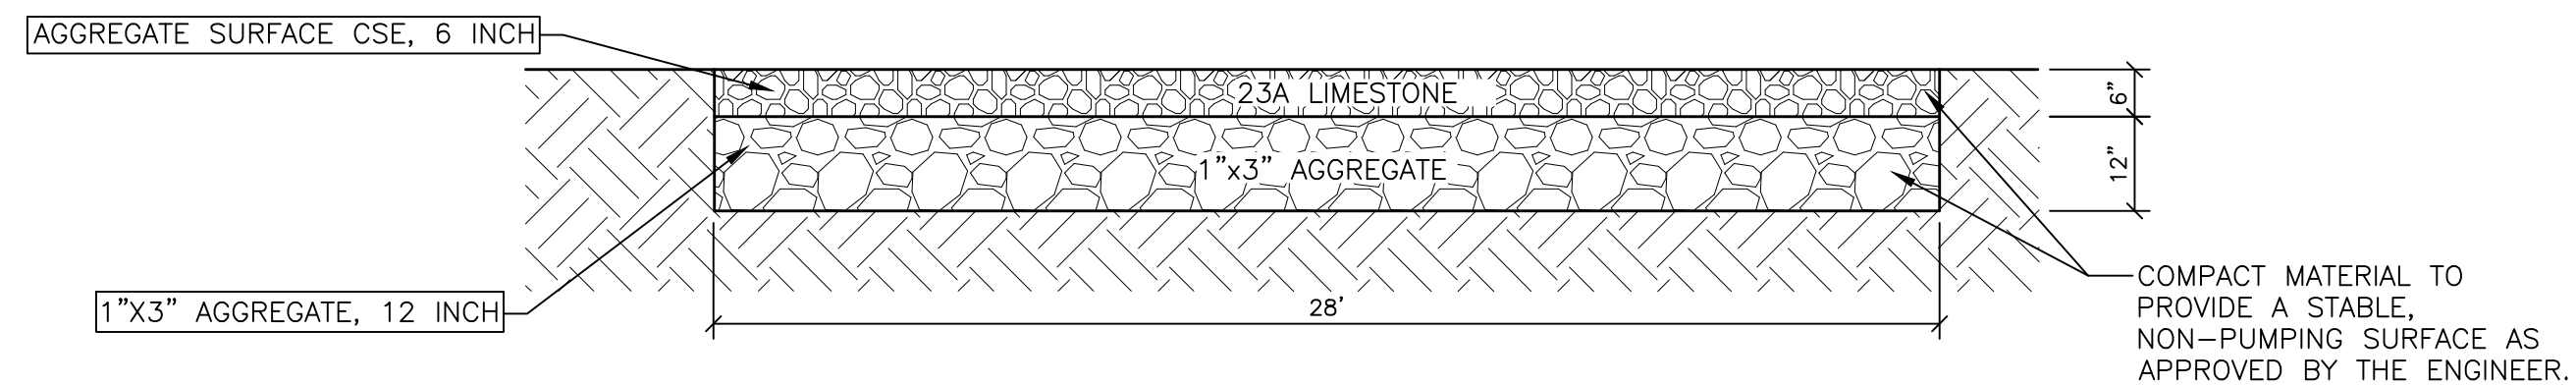 AGGREGATE SURFACE CSE, 6 INCH
23A LIMESTONE
6"
1"x3" AGGREGATE
12"
1"X3" AGGREGATE, 12 INCH
28'
COMPACT MATERIAL TO
PROVIDE A STABLE,
NON-PUMPING SURFACE AS
APPROVED BY THE ENGINEER.